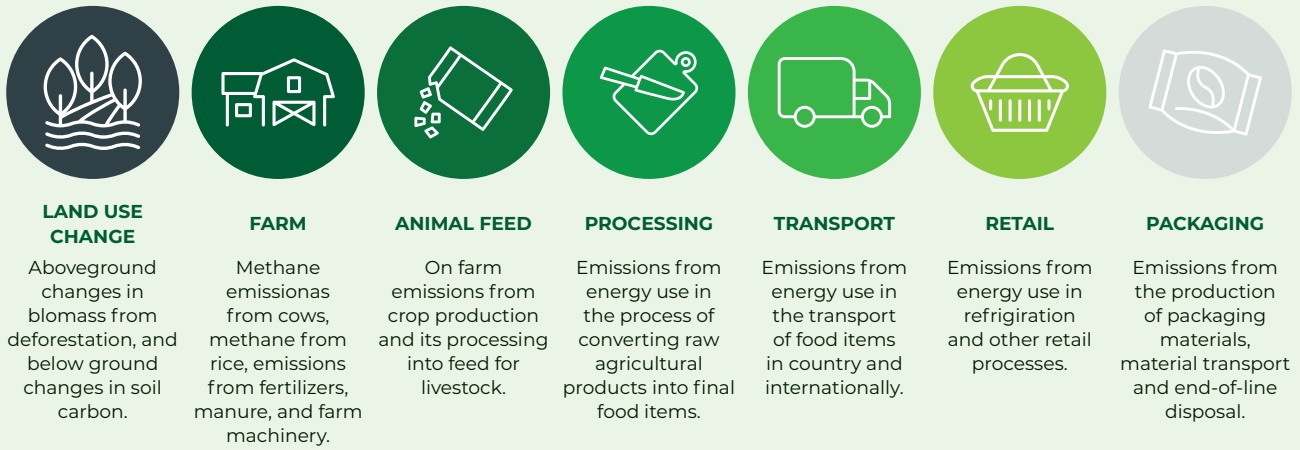 LAND USE
CHANGE
Aboveground
changes in
blomass from
deforestation, and
below ground
changes in soil
carbon.
FARM
Methane
emissionas
from cows,
methane from
rice, emissions
from fertilizers,
manure, and farm
machinery.
ANIMAL FEED
On farm
emissions from
crop production
and its processing
into feed for
livestock.
PROCESSING
Emissions from
energy use in
the process of
converting raw
agricultural
products into final
food items.
TRANSPORT
Emissions from
energy use in
the transport
of food items
in country and
internationally.
RETAIL
Emissions from
energy use in
refrigiration
and other retail
processes.
PACKAGING
Emissions from
the production
of packaging
materials,
material transport
and end-of-line
disposal.